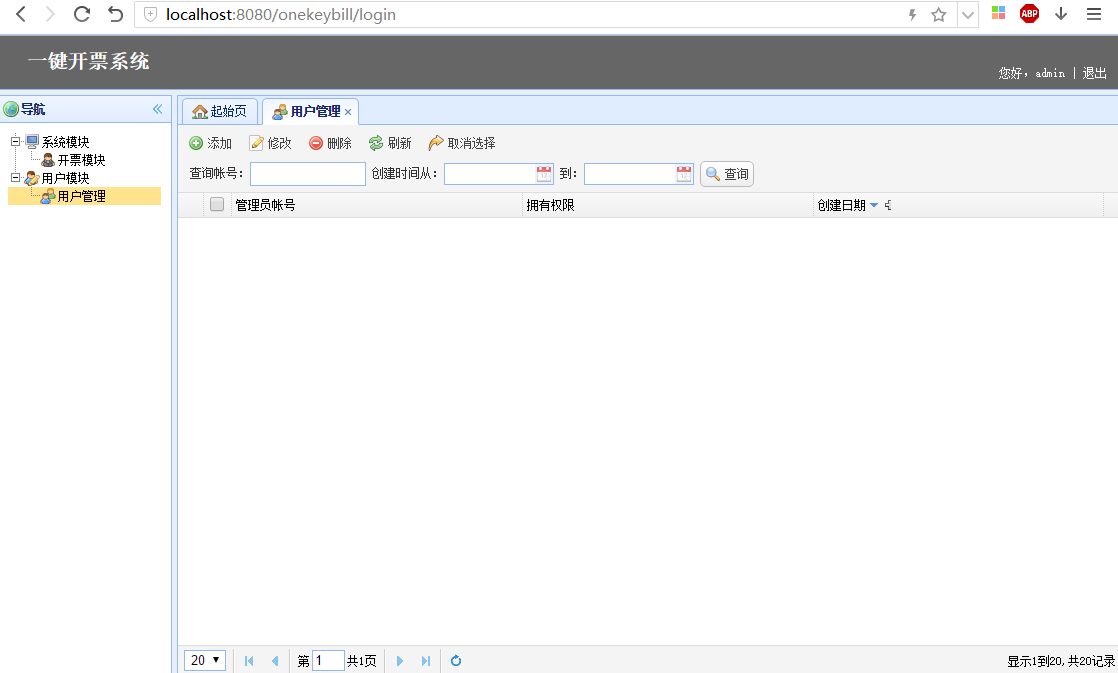 localhost:8080/onekeybill/login
ABP
一键开票系统
您好，admin | 退出
导航
系统模块
开票模块
用户模块
用户管理
起始页 用户管理
添加 修改 删除 刷新 取消选择
查询帐号： 创建时间从： 到： 查询
管理员帐号 拥有权限 创建日期
20 第 1 共1页 显示1到20,共20记录